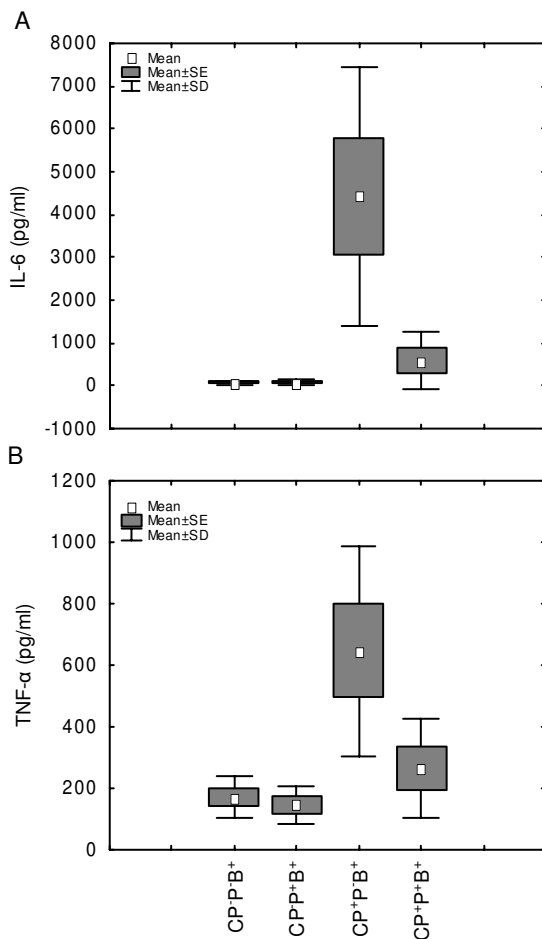 A
8000
7000
6000
5000
4000
3000
2000
1000
0
-1000
IL-6 (pg/ml)
Mean
Mean±SE
Mean±SD
B
1200
1000
800
600
400
200
0
TNF-α (pg/ml)
Mean
Mean±SE
Mean±SD
CP⁻P⁻B⁺
CP⁻P⁺B⁺
CP⁺P⁻B⁺
CP⁺P⁺B⁺